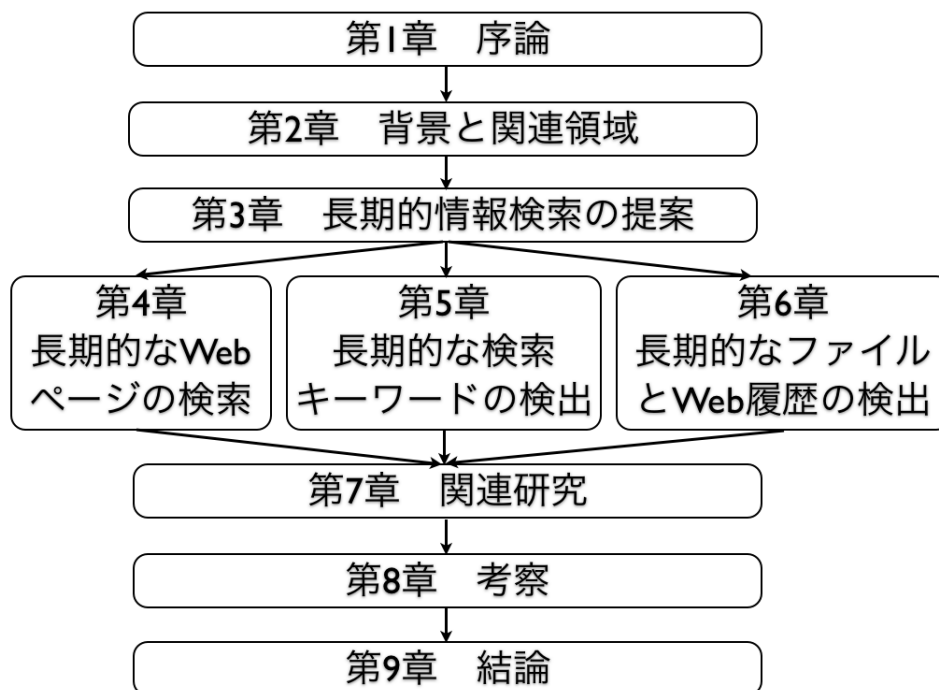 第1章　序論
第2章　背景と関連領域
第3章　長期的情報検索の提案
第4章
長期的なWeb
ページの検索
第5章
長期的な検索
キーワードの検出
第6章
長期的なファイル
とWeb履歴の検出
第7章　関連研究
第8章　考察
第9章　結論